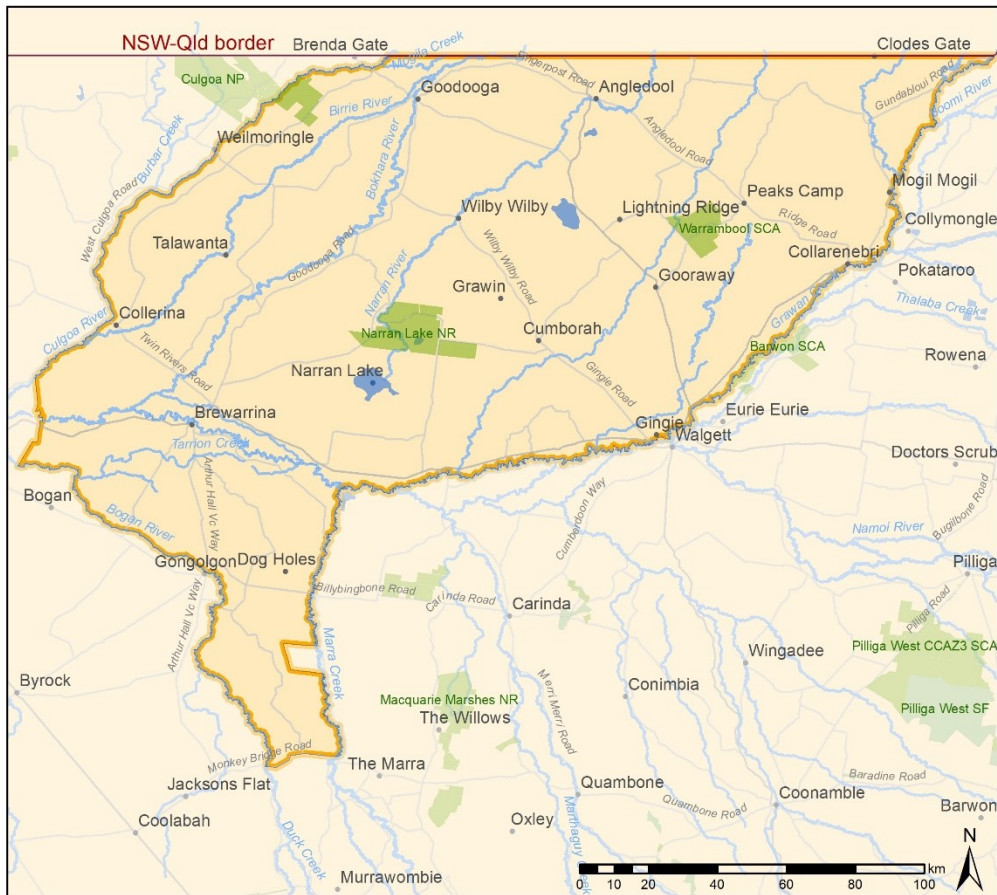 NSW-Qld border
Brenda Gate
Clodes Gate
Mogila Creek
Culgoa NP
Goodooga
Angledool
Gundabloui Road
Birrie River
Angledool Road
Weilmoringle
Burbar Creek
Bokhara River
Mogil Mogil
Peaks Camp
West Culgoa Road
Wilby Wilby
Lightning Ridge
Warrambool SCA
Ridge Road
Collymongle
Talawanta
Goodooga Road
Wilby Wilby Road
Collarenebri
Pokataroo
Gooraway
Narran River
Grawin
Grawan
Thalaba Creek
Culgoa River
Collerina
Narran Lake NR
Cumborah
Barwon SCA
Twin Rivers Road
Rowena
Narran Lake
Gingie Road
Brewarrina
Gingie
Eurie Eurie
Walgett
Tarrion Creek
Doctors Scrub
Arthur Hall Vc Way
Bogan
Cumberdoon Way
Bugilbone Road
Bogan River
Namoi River
Gongolgon
Dog Holes
Pilliga
Billybingbone Road
Carinda Road
Carinda
Pilliga Road
Arthur Hall Vc Way
Marra Creek
Pilliga West CCAZ3 SCA
Wingadee
Byrock
Merri Merri Road
Conimbia
Macquarie Marshes NR
The Willows
Pilliga West SF
Monkey Bridge Road
The Marra
Jacksons Flat
Quambone
Baradine Road
Quambone Road
Coonamble
Barwon
Coolabah
Duck Creek
Oxley
Marthaguy
N
km
0 20 40 60 80 100
Murrawombie